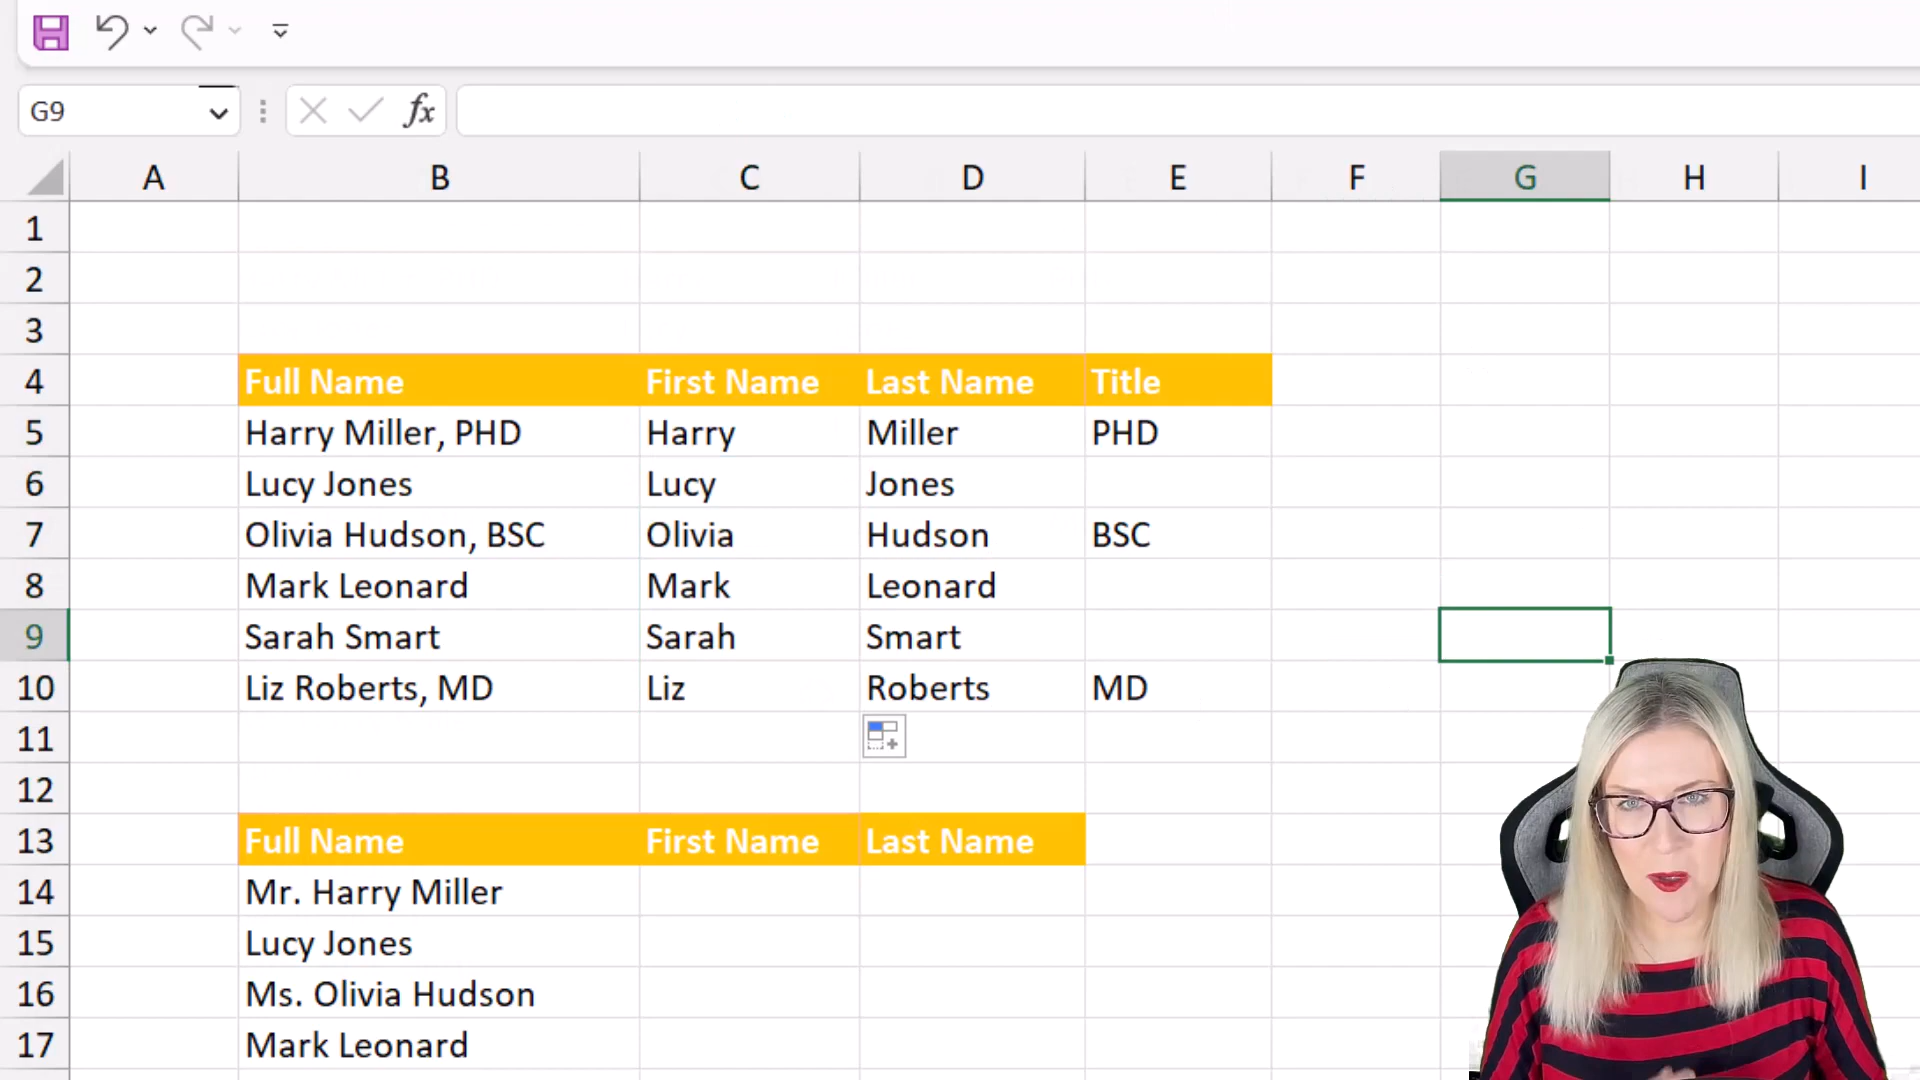 G9 fx
A B C D E F G H I
1
2
3
4 Full Name First Name Last Name Title
5 Harry Miller, PHD Harry Miller PHD
6 Lucy Jones Lucy Jones
7 Olivia Hudson, BSC Olivia Hudson BSC
8 Mark Leonard Mark Leonard
9 Sarah Smart Sarah Smart
10 Liz Roberts, MD Liz Roberts MD
11
12
13 Full Name First Name Last Name
14 Mr. Harry Miller
15 Lucy Jones
16 Ms. Olivia Hudson
17 Mark Leonard